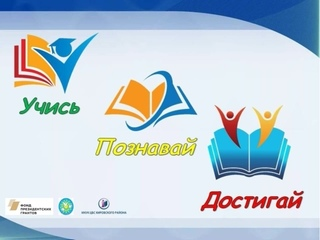 Учись
Познавай
Достигай
ФОНД
ПРЕЗИДЕНТСКИХ
ГРАНТОВ